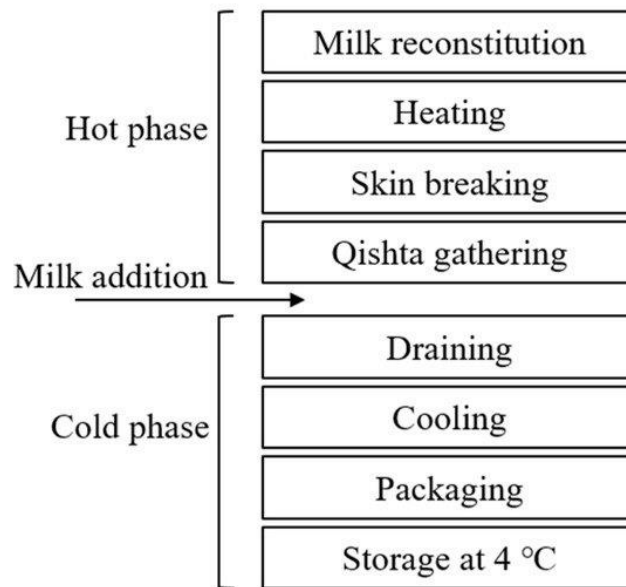 Milk reconstitution
Heating
Hot phase
Skin breaking
Qishta gathering
Milk addition
Draining
Cooling
Cold phase
Packaging
Storage at 4 °C